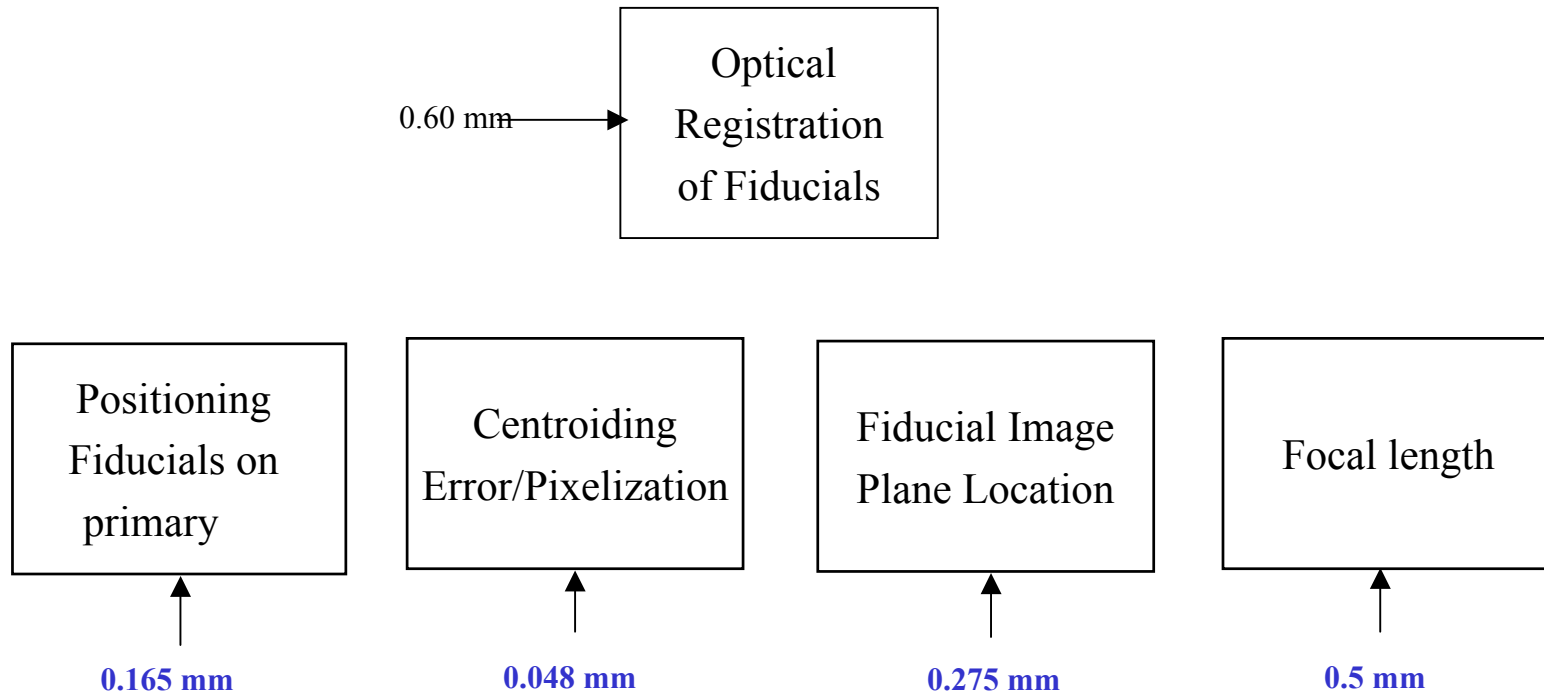 Optical
0.60 mm
Registration
of Fiducials
Positioning
Fiducials on
primary
Centroiding
Error/Pixelization
Fiducial Image
Plane Location
Focal length
0.165 mm
0.048 mm
0.275 mm
0.5 mm